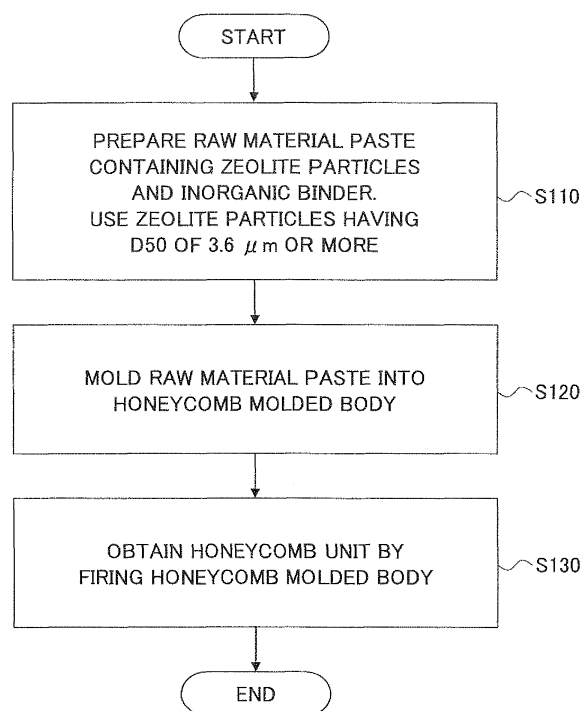 START
PREPARE RAW MATERIAL PASTE
CONTAINING ZEOLITE PARTICLES
AND INORGANIC BINDER.
USE ZEOLITE PARTICLES HAVING
D50 OF 3.6 μm OR MORE
S110
MOLD RAW MATERIAL PASTE INTO
HONEYCOMB MOLDED BODY
S120
OBTAIN HONEYCOMB UNIT BY
FIRING HONEYCOMB MOLDED BODY
S130
END